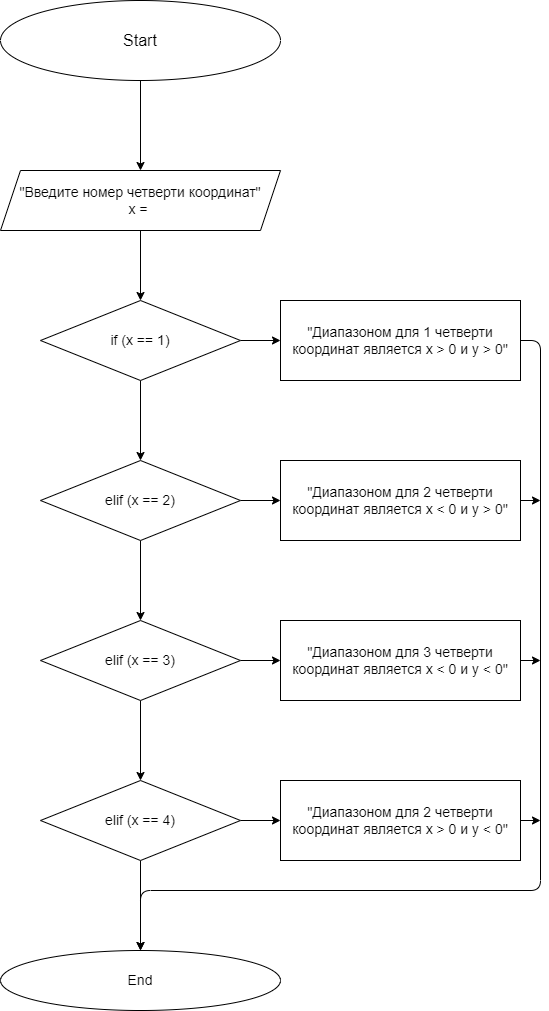 Start
"Введите номер четверти координат"
x =
if (x == 1)
"Диапазоном для 1 четверти
координат является x > 0 и y > 0"
elif (x == 2)
"Диапазоном для 2 четверти
координат является x < 0 и y > 0"
elif (x == 3)
"Диапазоном для 3 четверти
координат является x < 0 и y < 0"
elif (x == 4)
"Диапазоном для 2 четверти
координат является x > 0 и y < 0"
End